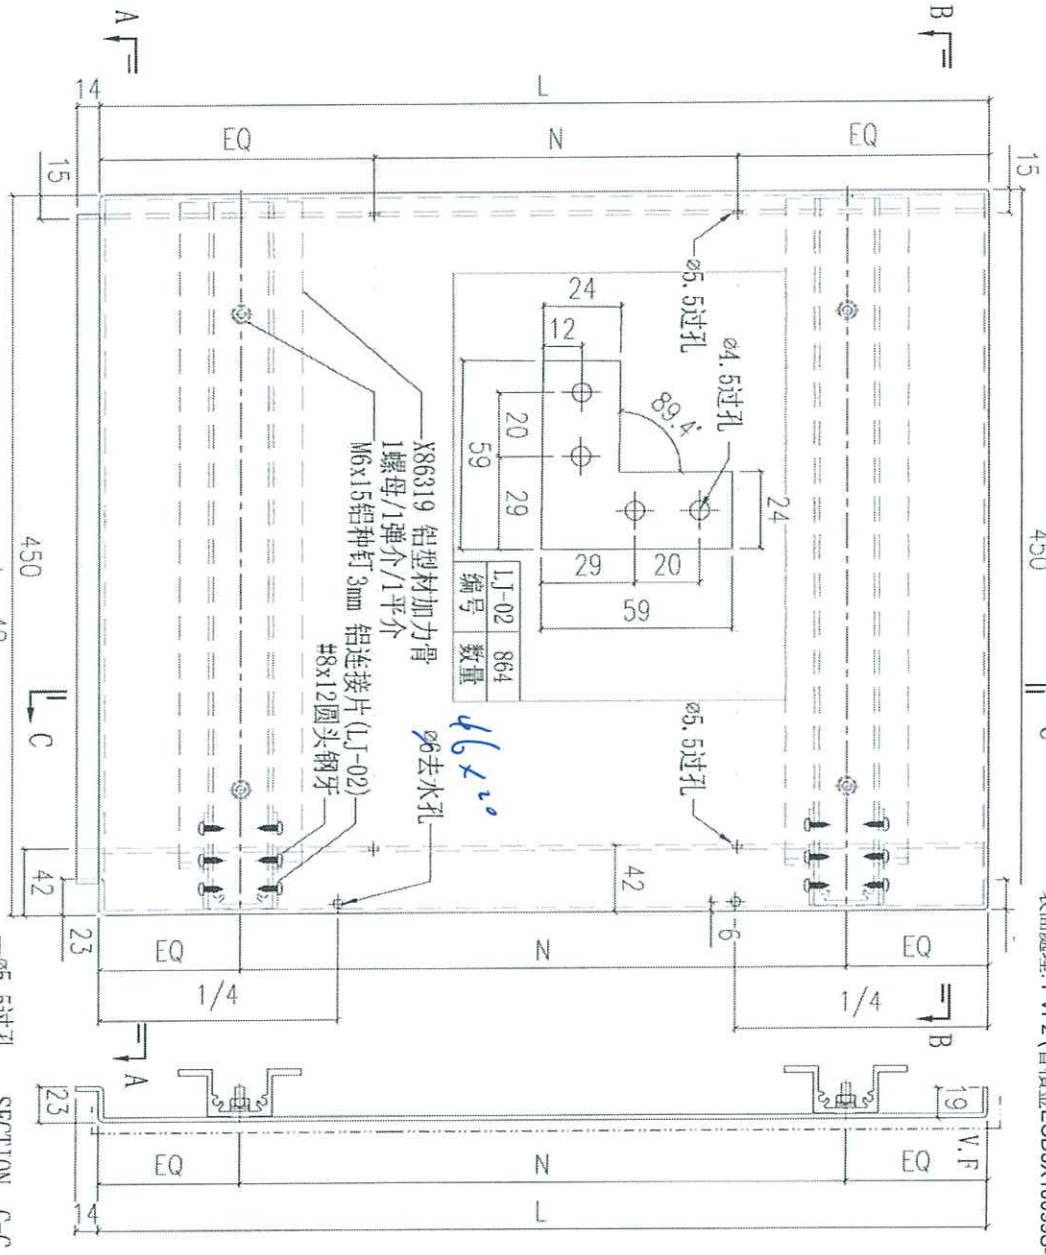 A
B
L
14
EQ
N
EQ
15
15
450
ø5.5过孔
24
12
ø4.5过孔
89.4°
20
59
29
24
29
20
59
X86319 铝型材加力骨
1螺母/1弹介/1平介
M6x15铝种钉
3mm 铝连接片(LJ-02)
#8x12圆头钢牙
LJ-02 864
编号 数量
46x20
ø6去水孔
ø5.5过孔
450
C
42
23
42
6
EQ
N
EQ
1/4
1/4
A
B
23
19
V.F
EQ
N
EQ
14
L
ø5.5过孔
SECTION C-C